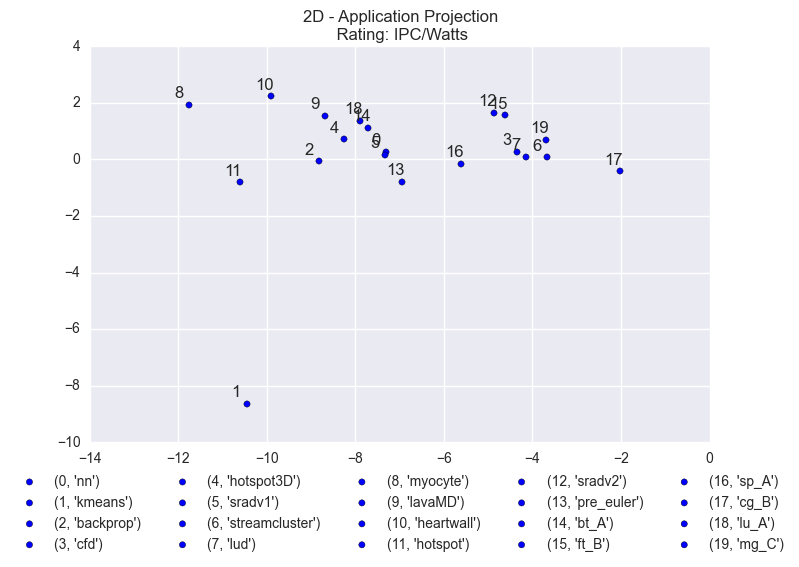 2D - Application Projection
Rating: IPC/Watts
4
2
0
−2
−4
−6
−8
−10
−14
−12
−10
−8
−6
−4
−2
0
8
10
9
18
14
4
0
5
2
11
13
16
12
15
3
7
19
6
17
1
(0, 'nn')
(1, 'kmeans')
(2, 'backprop')
(3, 'cfd')
(4, 'hotspot3D')
(5, 'sradv1')
(6, 'streamcluster')
(7, 'lud')
(8, 'myocyte')
(9, 'lavaMD')
(10, 'heartwall')
(11, 'hotspot')
(12, 'sradv2')
(13, 'pre_euler')
(14, 'bt_A')
(15, 'ft_B')
(16, 'sp_A')
(17, 'cg_B')
(18, 'lu_A')
(19, 'mg_C')